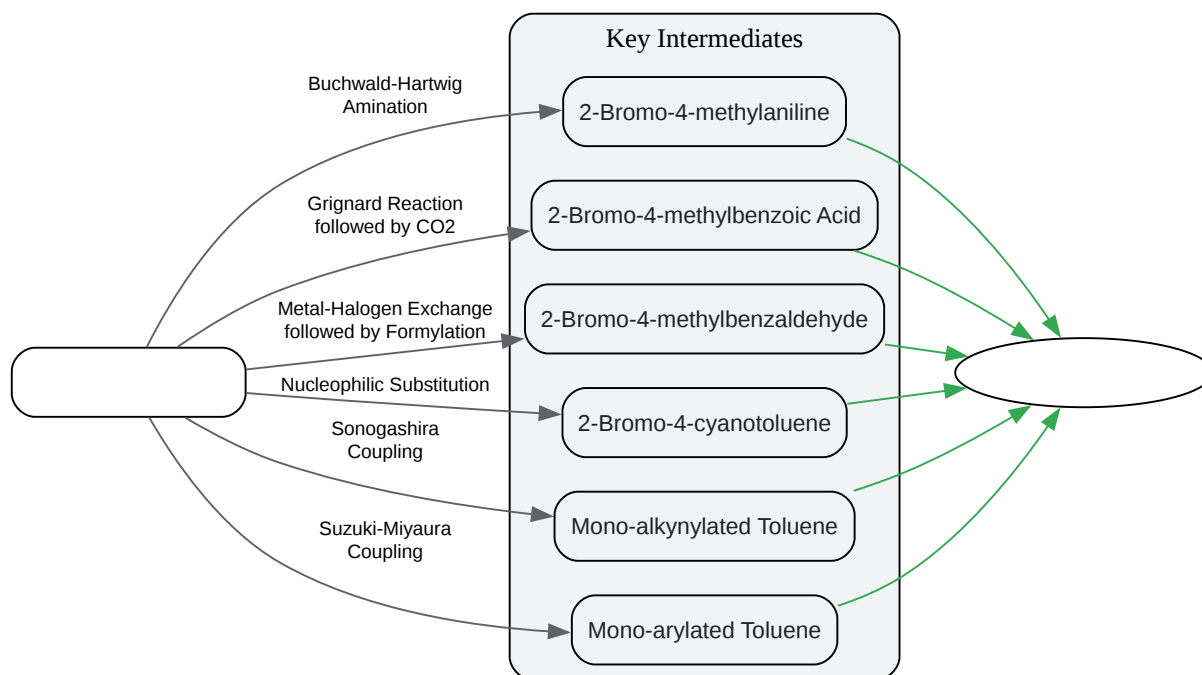 Key Intermediates
Buchwald-Hartwig
Amination
2-Bromo-4-methylaniline
Grignard Reaction
followed by CO2
2-Bromo-4-methylbenzoic Acid
Metal-Halogen Exchange
followed by Formylation
2-Bromo-4-methylbenzaldehyde
Nucleophilic Substitution
2-Bromo-4-cyanotoluene
Sonogashira
Coupling
Mono-alkynylated Toluene
Suzuki-Miyaura
Coupling
Mono-arylated Toluene